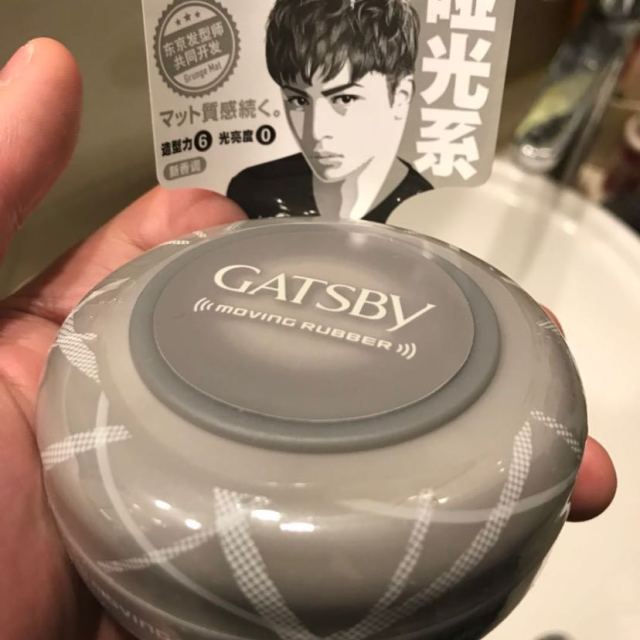 东京发型师
共同开发
Grunge Mat
マット質感続く。
造型力6 光亮度0
新香调
哑光系
GATSBY
MOVING RUBBER
MOVING